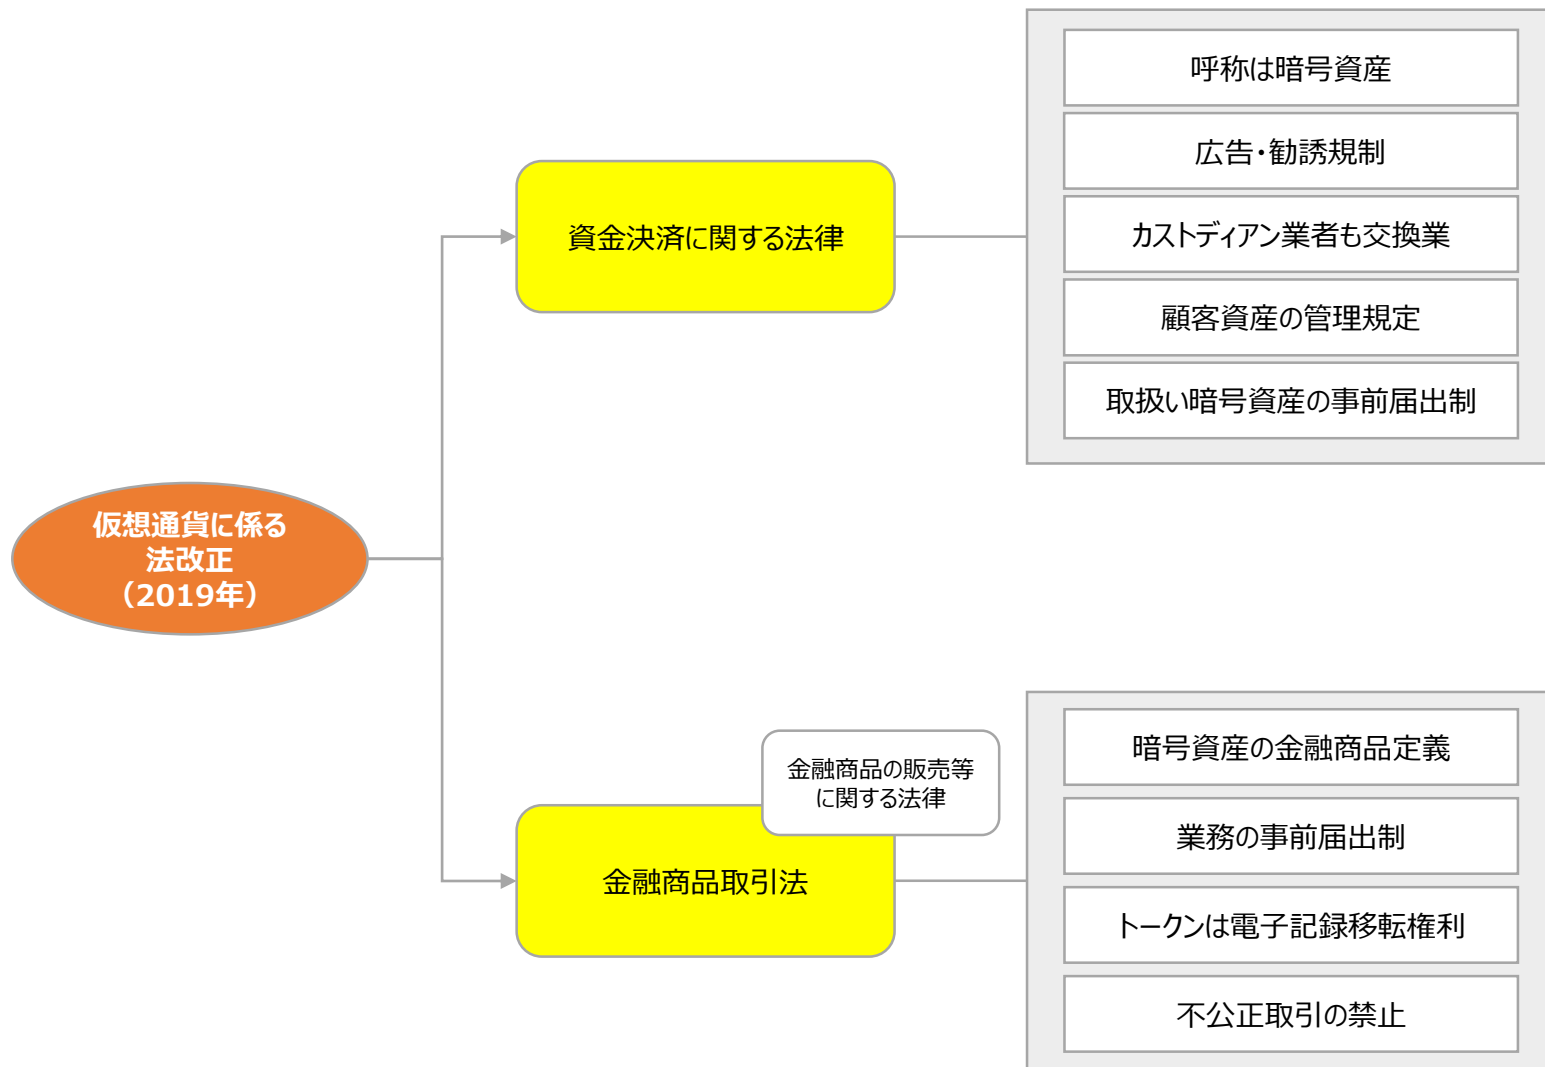 仮想通貨に係る
法改正
（2019年）
資金決済に関する法律
呼称は暗号資産
広告・勧誘規制
カストディアン業者も交換業
顧客資産の管理規定
取扱い暗号資産の事前届出制
金融商品の販売等
に関する法律
金融商品取引法
暗号資産の金融商品定義
業務の事前届出制
トークンは電子記録移転権利
不公正取引の禁止